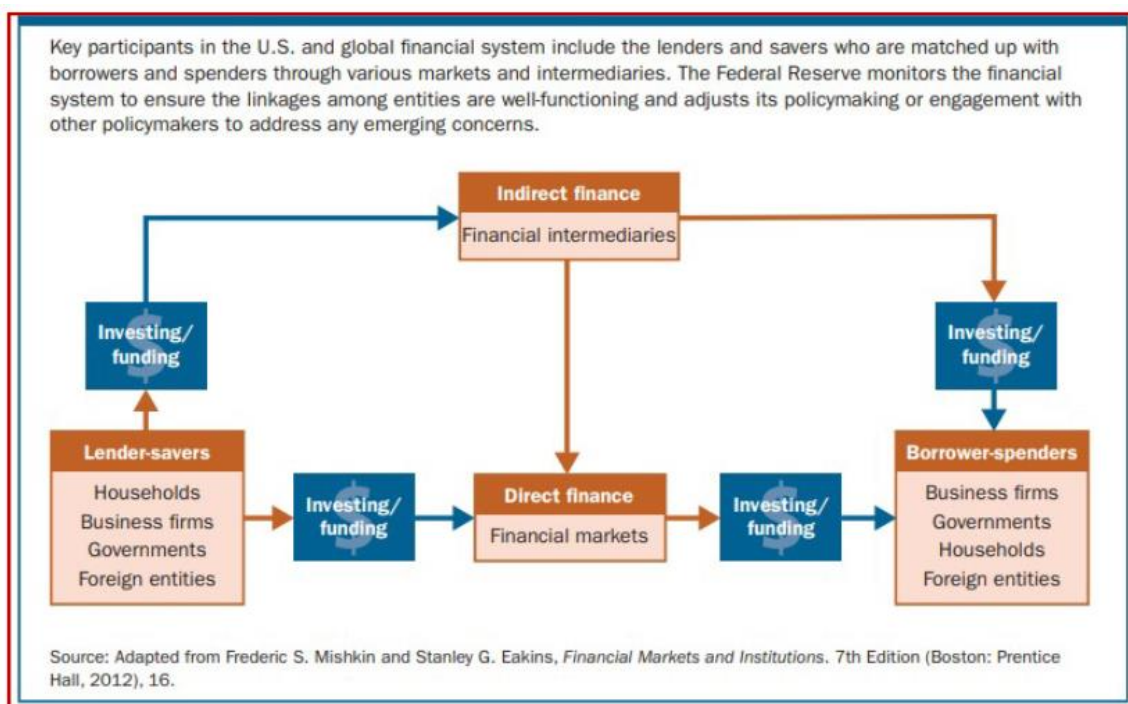 Key participants in the U.S. and global financial system include the lenders and savers who are matched up with
borrowers and spenders through various markets and intermediaries. The Federal Reserve monitors the financial
system to ensure the linkages among entities are well-functioning and adjusts its policymaking or engagement with
other policymakers to address any emerging concerns.
Indirect finance
Financial intermediaries
$
Investing/
funding
$
Investing/
funding
Lender-savers
Households
Business firms
Governments
Foreign entities
$
Investing/
funding
Direct finance
Financial markets
$
Investing/
funding
Borrower-spenders
Business firms
Governments
Households
Foreign entities
Source: Adapted from Frederic S. Mishkin and Stanley G. Eakins, Financial Markets and Institutions. 7th Edition (Boston: Prentice
Hall, 2012), 16.